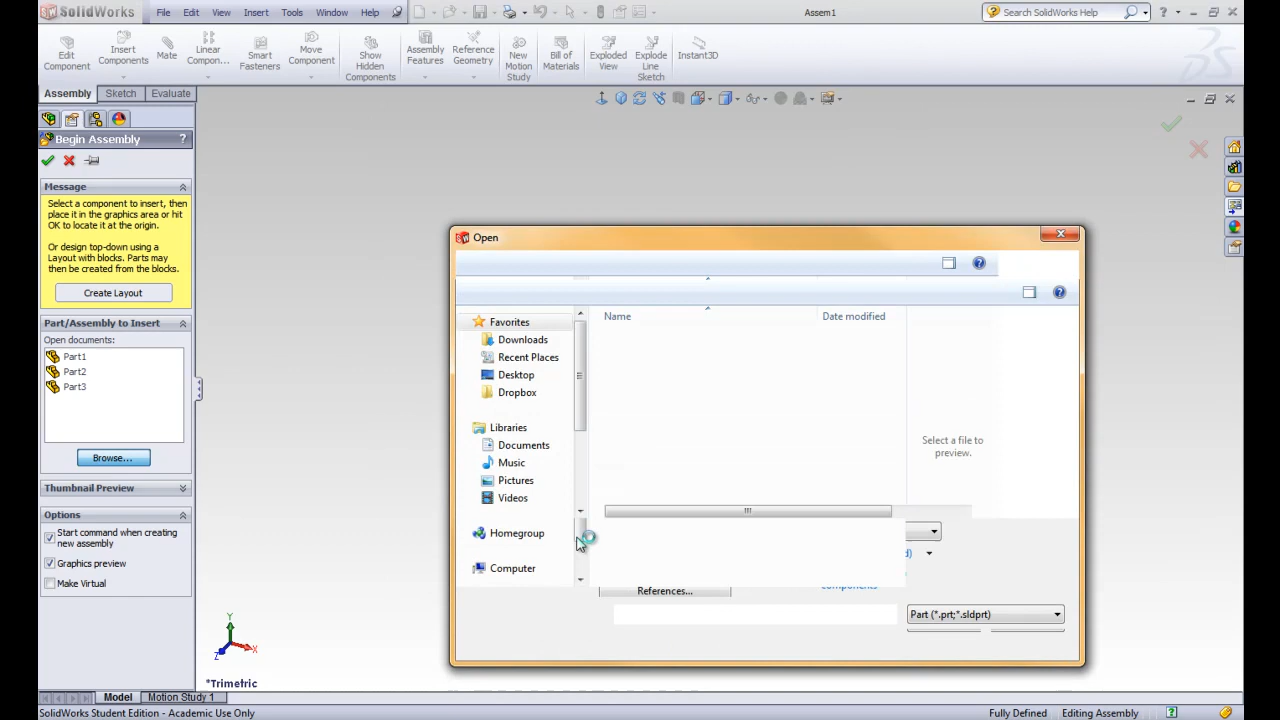 SolidWorks File Edit View Insert Tools Window Help Assem1 Search SolidWorks Help
Edit Component Insert Components Mate Linear Compon... Smart Fasteners Move Component Show Hidden Components Assembly Features Reference Geometry New Motion Study Bill of Materials Exploded View Explode Line Sketch Instant3D
Assembly Sketch Evaluate
Begin Assembly ?
Message
Select a component to insert, then
place it in the graphics area or hit
OK to locate it at the origin.
Or design top-down using a
Layout with blocks. Parts may
then be created from the blocks.
Create Layout
Part/Assembly to Insert
Open documents:
Part1
Part2
Part3
Browse...
Thumbnail Preview
Options
Start command when creating
new assembly
Graphics preview
Make Virtual
Open
Name Date modified
Favorites
Downloads
Recent Places
Desktop
Dropbox
Libraries
Documents
Music
Pictures
Videos
Homegroup
Computer
Select a file to
preview.
References...
Part (*.prt;*.sldprt)
Y
X
Z
*Trimetric
Model Motion Study 1
SolidWorks Student Edition - Academic Use Only Fully Defined Editing Assembly